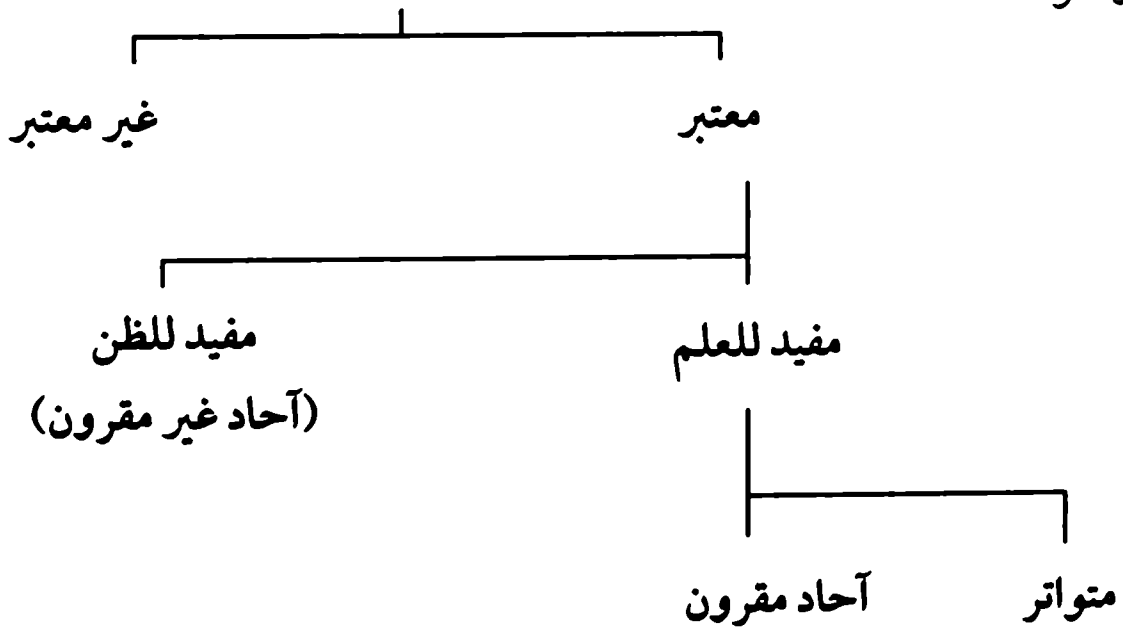 معتبر غير معتبر
مفيد للعلم مفيد للظن
(آحاد غير مقرون)
متواتر آحاد مقرون